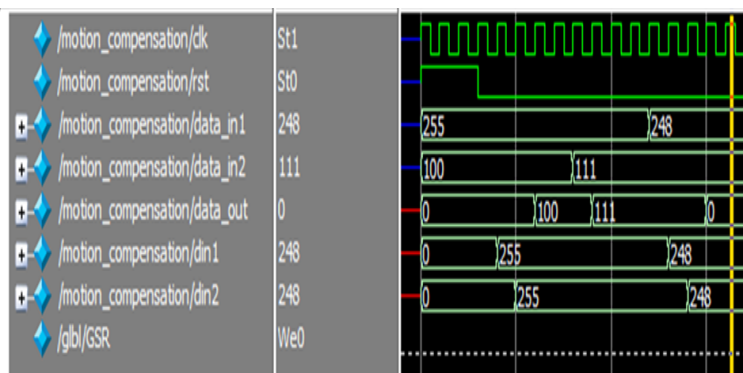 /motion_compensation/clk St1
/motion_compensation/rst St0
/motion_compensation/data_in1 248 255 248
/motion_compensation/data_in2 111 100 111
/motion_compensation/data_out 0 0 100 111 0
/motion_compensation/din1 248 0 255 248
/motion_compensation/din2 248 0 255 248
/glbl/GSR We0